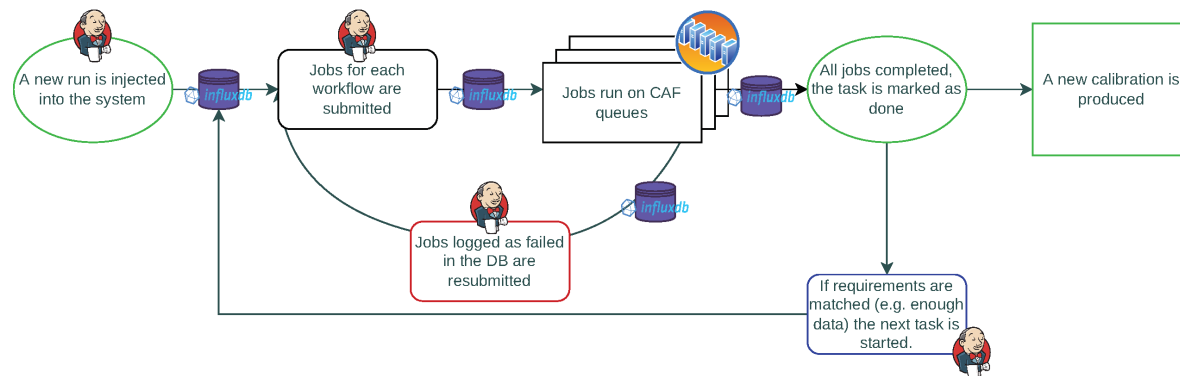 A new run is injected
into the system
influxdb
Jobs for each
workflow are
submitted
influxdb
Jobs run on CAF
queues
influxdb
All jobs completed,
the task is marked as
done
A new calibration is
produced
influxdb
Jobs logged as failed
in the DB are
resubmitted
If requirements are
matched (e.g. enough
data) the next task is
started.